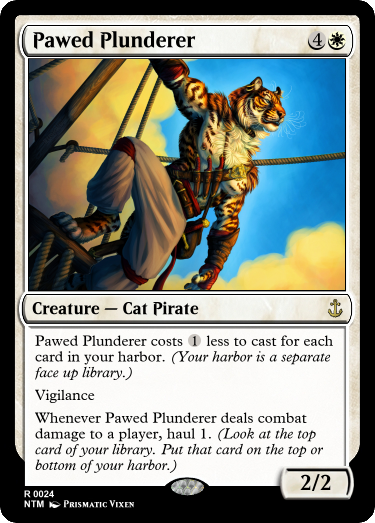 Pawed Plunderer 4
Creature — Cat Pirate
Pawed Plunderer costs 1 less to cast for each
card in your harbor. (Your harbor is a separate
face up library.)
Vigilance
Whenever Pawed Plunderer deals combat
damage to a player, haul 1. (Look at the top
card of your library. Put that card on the top or
bottom of your harbor.)
2/2
R 0024
NTM Prismatic Vixen